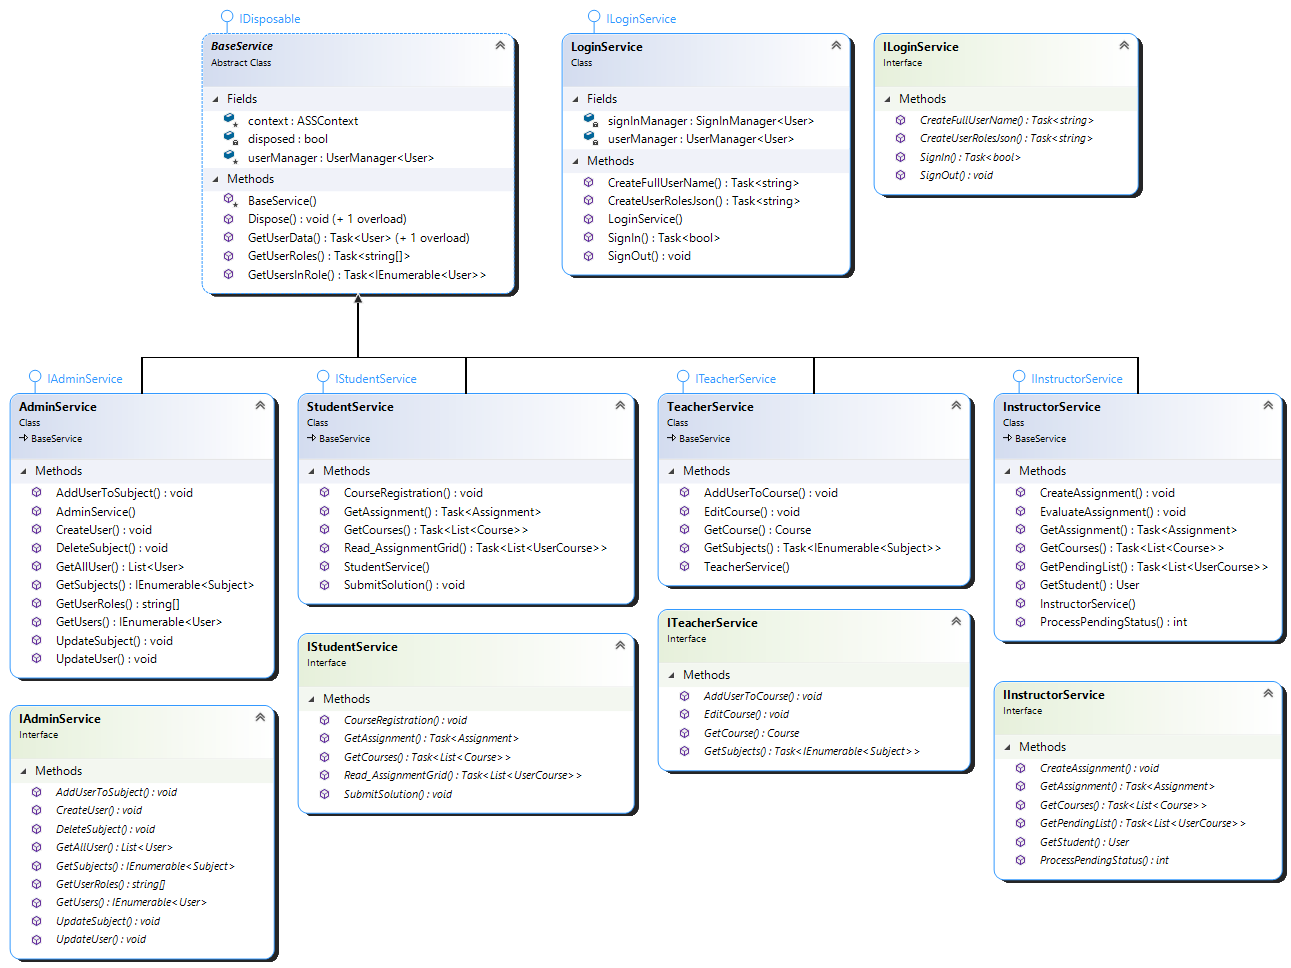 IDisposable
BaseService
Abstract Class
Fields
context : ASSContext
disposed : bool
userManager : UserManager<User>
Methods
BaseService()
Dispose() : void (+ 1 overload)
GetUserData() : Task<User> (+ 1 overload)
GetUserRoles() : Task<string[]>
GetUsersInRole() : Task<IEnumerable<User>>
ILoginService
LoginService
Class
Fields
signInManager : SignInManager<User>
userManager : UserManager<User>
Methods
CreateFullUserName() : Task<string>
CreateUserRolesJson() : Task<string>
LoginService()
SignIn() : Task<bool>
SignOut() : void
ILoginService
Interface
Methods
CreateFullUserName() : Task<string>
CreateUserRolesJson() : Task<string>
SignIn() : Task<bool>
SignOut() : void
IAdminService
AdminService
Class
BaseService
Methods
AddUserToSubject() : void
AdminService()
CreateUser() : void
DeleteSubject() : void
GetAllUser() : List<User>
GetSubjects() : IEnumerable<Subject>
GetUserRoles() : string[]
GetUsers() : IEnumerable<User>
UpdateSubject() : void
UpdateUser() : void
IAdminService
Interface
Methods
AddUserToSubject() : void
CreateUser() : void
DeleteSubject() : void
GetAllUser() : List<User>
GetSubjects() : IEnumerable<Subject>
GetUserRoles() : string[]
GetUsers() : IEnumerable<User>
UpdateSubject() : void
UpdateUser() : void
IStudentService
StudentService
Class
BaseService
Methods
CourseRegistration() : void
GetAssignment() : Task<Assignment>
GetCourses() : Task<List<Course>>
Read_AssignmentGrid() : Task<List<UserCourse>>
StudentService()
SubmitSolution() : void
IStudentService
Interface
Methods
CourseRegistration() : void
GetAssignment() : Task<Assignment>
GetCourses() : Task<List<Course>>
Read_AssignmentGrid() : Task<List<UserCourse>>
SubmitSolution() : void
ITeacherService
TeacherService
Class
BaseService
Methods
AddUserToCourse() : void
EditCourse() : void
GetCourse() : Course
GetSubjects() : Task<IEnumerable<Subject>>
TeacherService()
ITeacherService
Interface
Methods
AddUserToCourse() : void
EditCourse() : void
GetCourse() : Course
GetSubjects() : Task<IEnumerable<Subject>>
IInstructorService
InstructorService
Class
BaseService
Methods
CreateAssignment() : void
EvaluateAssignment() : void
GetAssignment() : Task<Assignment>
GetCourses() : Task<List<Course>>
GetPendingList() : Task<List<UserCourse>>
GetStudent() : User
InstructorService()
ProcessPendingStatus() : int
IInstructorService
Interface
Methods
CreateAssignment() : void
GetAssignment() : Task<Assignment>
GetCourses() : Task<List<Course>>
GetPendingList() : Task<List<UserCourse>>
GetStudent() : User
ProcessPendingStatus() : int